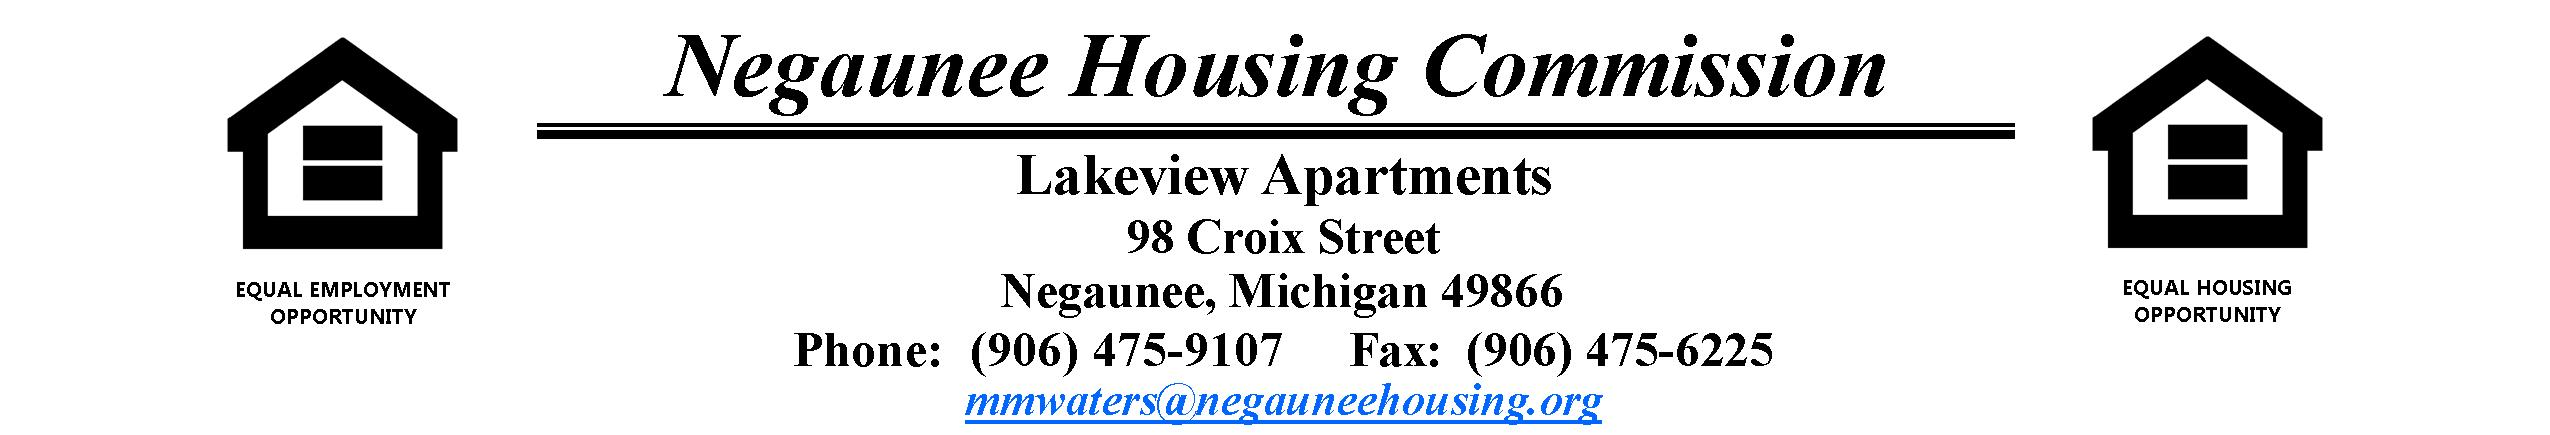 Negaunee Housing Commission
Lakeview Apartments
98 Croix Street
Negaunee, Michigan 49866
Phone: (906) 475-9107 Fax: (906) 475-6225
mmwaters@negauneehousing.org
EQUAL EMPLOYMENT
OPPORTUNITY
EQUAL HOUSING
OPPORTUNITY